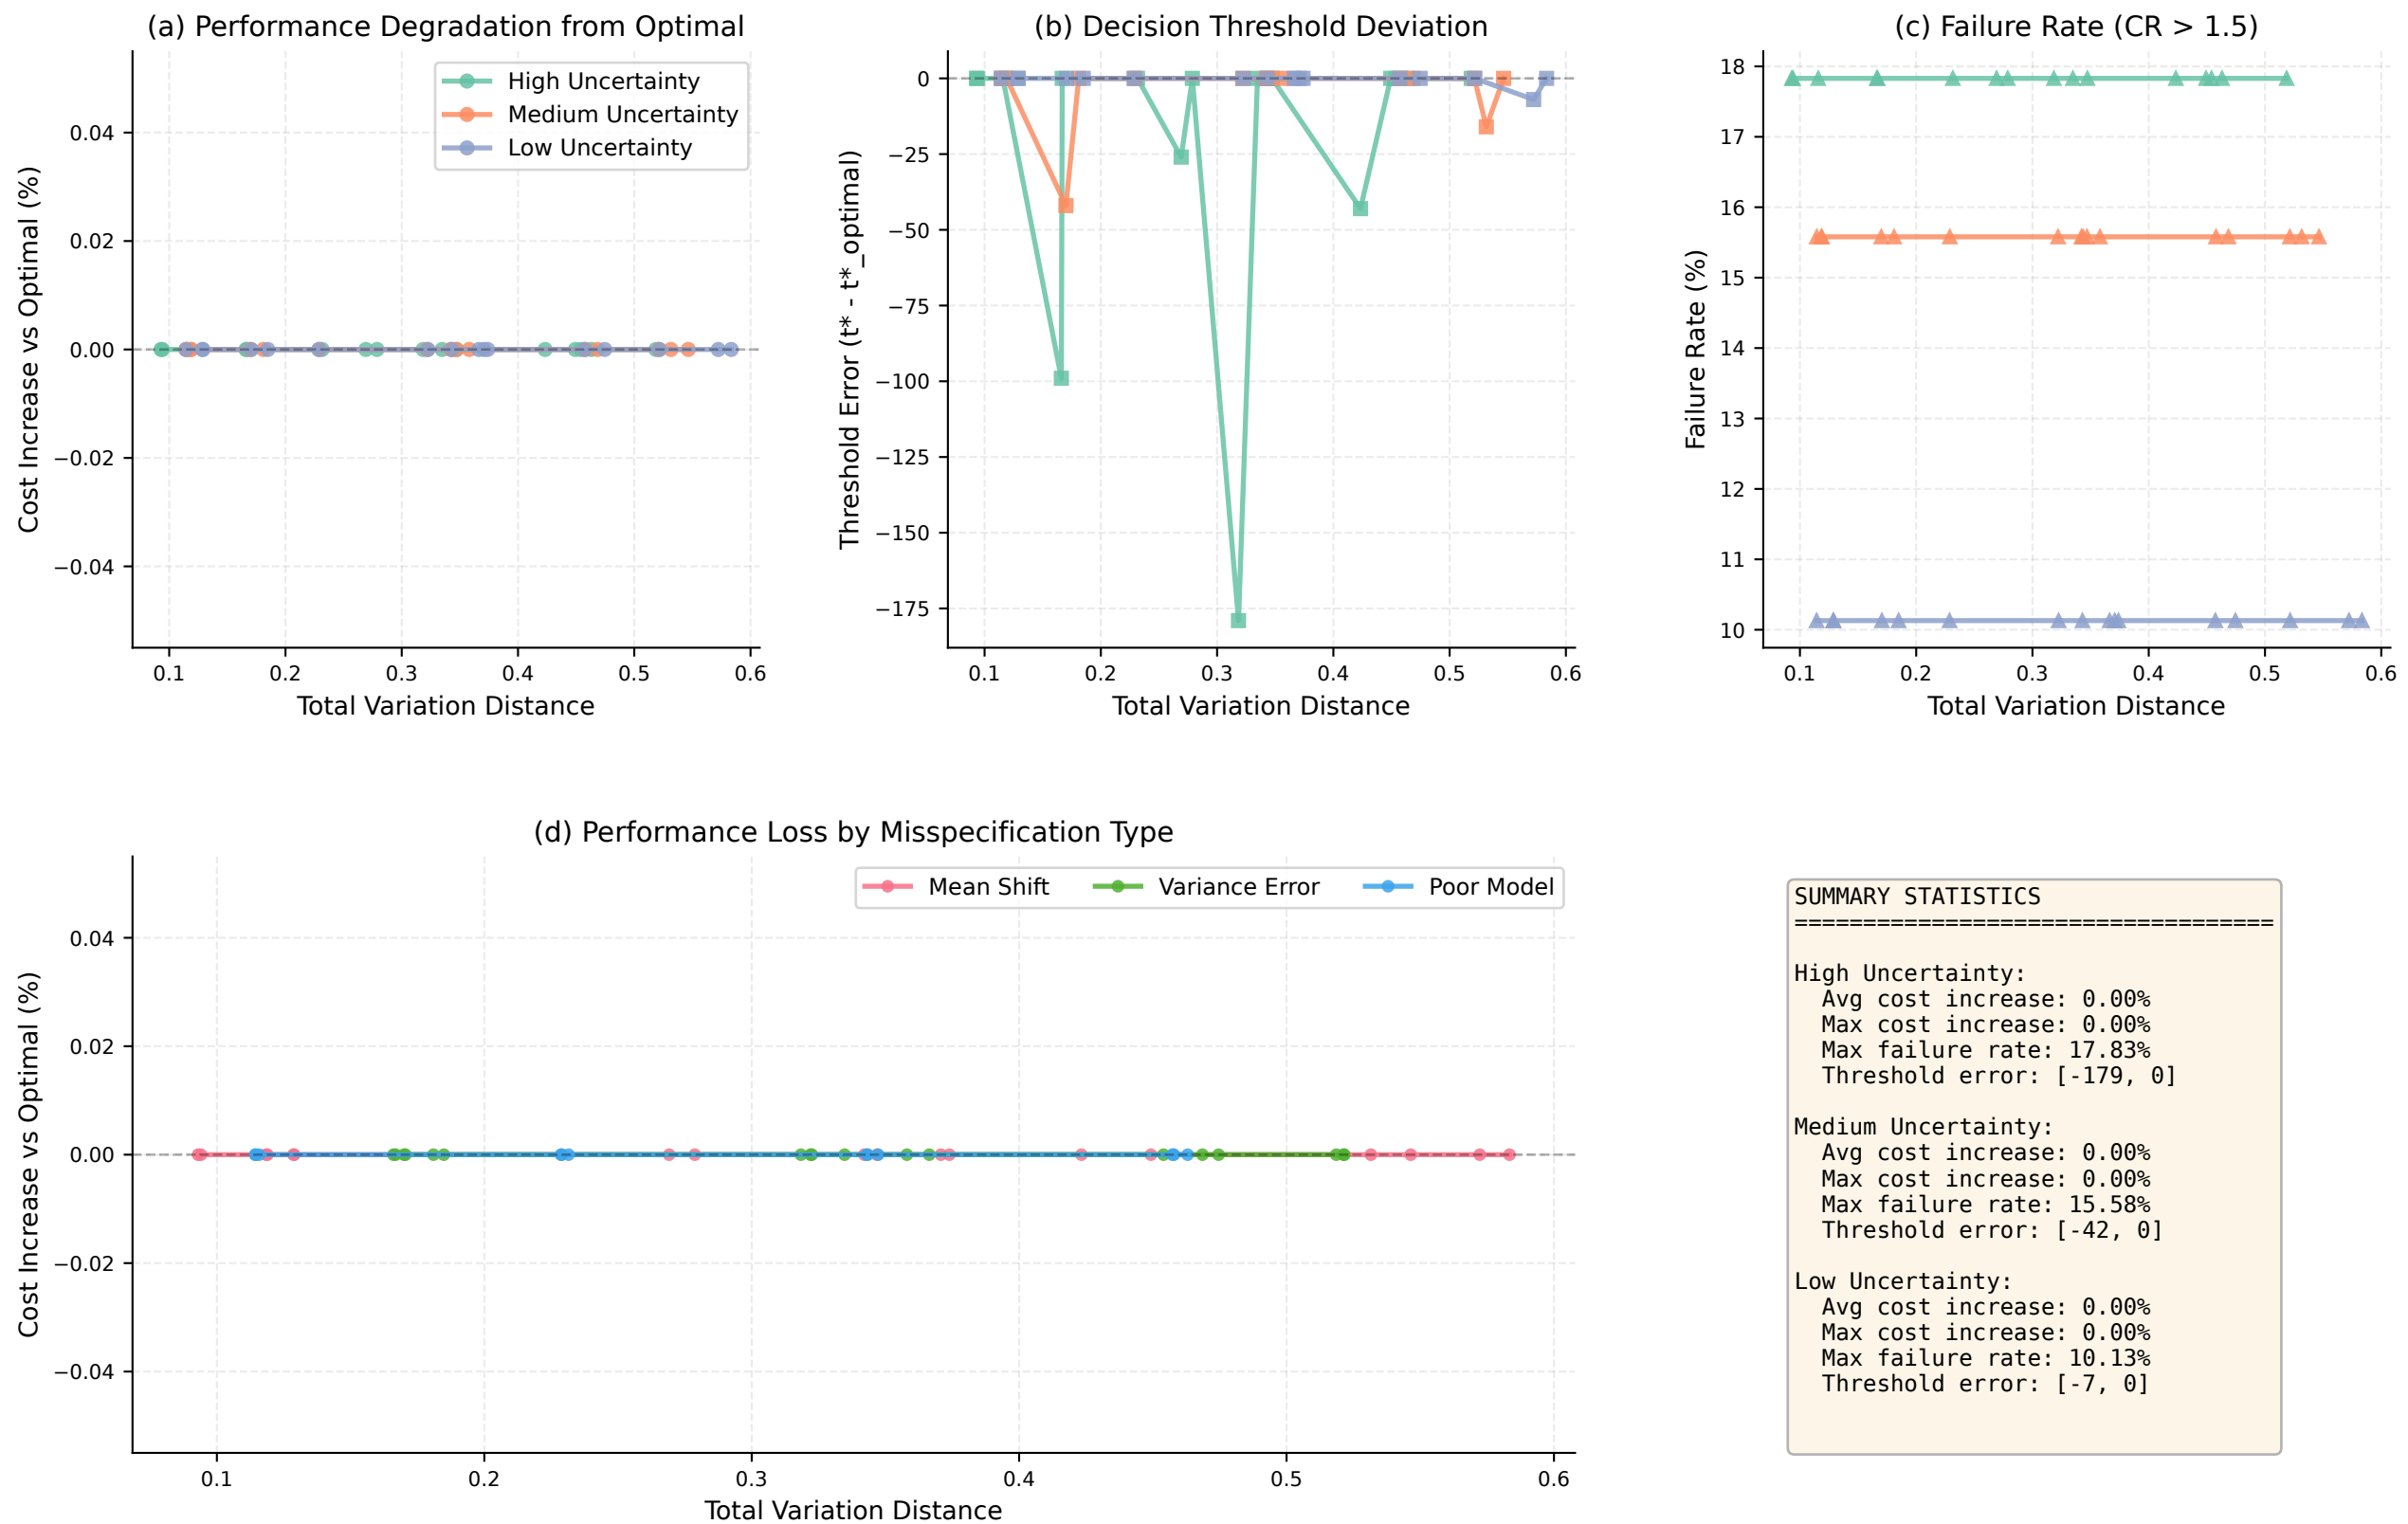 (a) Performance Degradation from Optimal
High Uncertainty
Medium Uncertainty
Low Uncertainty
0.04
0.02
0.00
−0.02
−0.04
Cost Increase vs Optimal (%)
0.1 0.2 0.3 0.4 0.5 0.6
Total Variation Distance
(b) Decision Threshold Deviation
0
−25
−50
−75
−100
−125
−150
−175
Threshold Error (t* - t*_optimal)
0.1 0.2 0.3 0.4 0.5 0.6
Total Variation Distance
(c) Failure Rate (CR > 1.5)
18
17
16
15
14
13
12
11
10
Failure Rate (%)
0.1 0.2 0.3 0.4 0.5 0.6
Total Variation Distance
(d) Performance Loss by Misspecification Type
Mean Shift Variance Error Poor Model
0.04
0.02
0.00
−0.02
−0.04
Cost Increase vs Optimal (%)
0.1 0.2 0.3 0.4 0.5 0.6
Total Variation Distance
SUMMARY STATISTICS
===================================
High Uncertainty:
Avg cost increase: 0.00%
Max cost increase: 0.00%
Max failure rate: 17.83%
Threshold error: [-179, 0]
Medium Uncertainty:
Avg cost increase: 0.00%
Max cost increase: 0.00%
Max failure rate: 15.58%
Threshold error: [-42, 0]
Low Uncertainty:
Avg cost increase: 0.00%
Max cost increase: 0.00%
Max failure rate: 10.13%
Threshold error: [-7, 0]